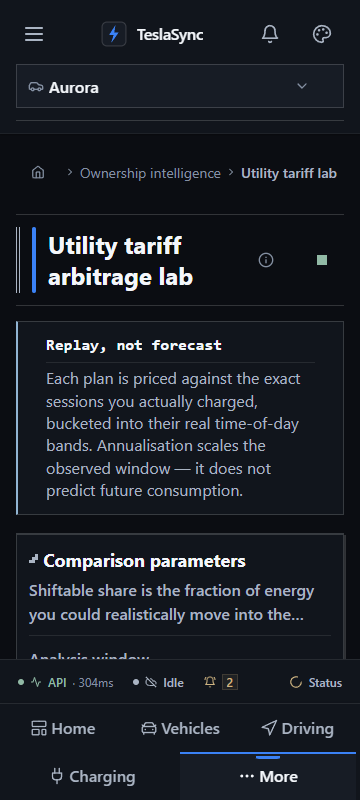 TeslaSync
Aurora
Ownership intelligence
Utility tariff lab
Utility tariff
arbitrage lab
Replay, not forecast
Each plan is priced against the exact
sessions you actually charged,
bucketed into their real time-of-day
bands. Annualisation scales the
observed window — it does not
predict future consumption.
Comparison parameters
Shiftable share is the fraction of energy
you could realistically move into the...
Analysis window
API · 304ms
Idle
2
Status
Home
Vehicles
Driving
Charging
More